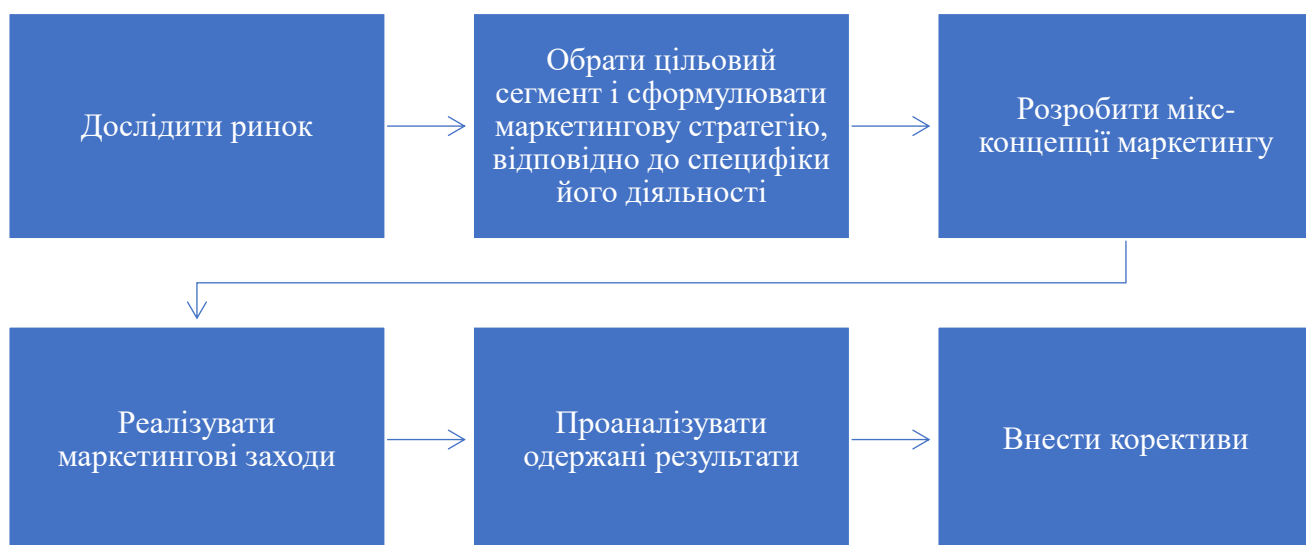 Дослідити ринок
Обрати цільовий
сегмент і сформулювати
маркетингову стратегію,
відповідно до специфіки
його діяльності
Розробити мікс-
концепції маркетингу
Реалізувати
маркетингові заходи
Проаналізувати
одержані результати
Внести корективи